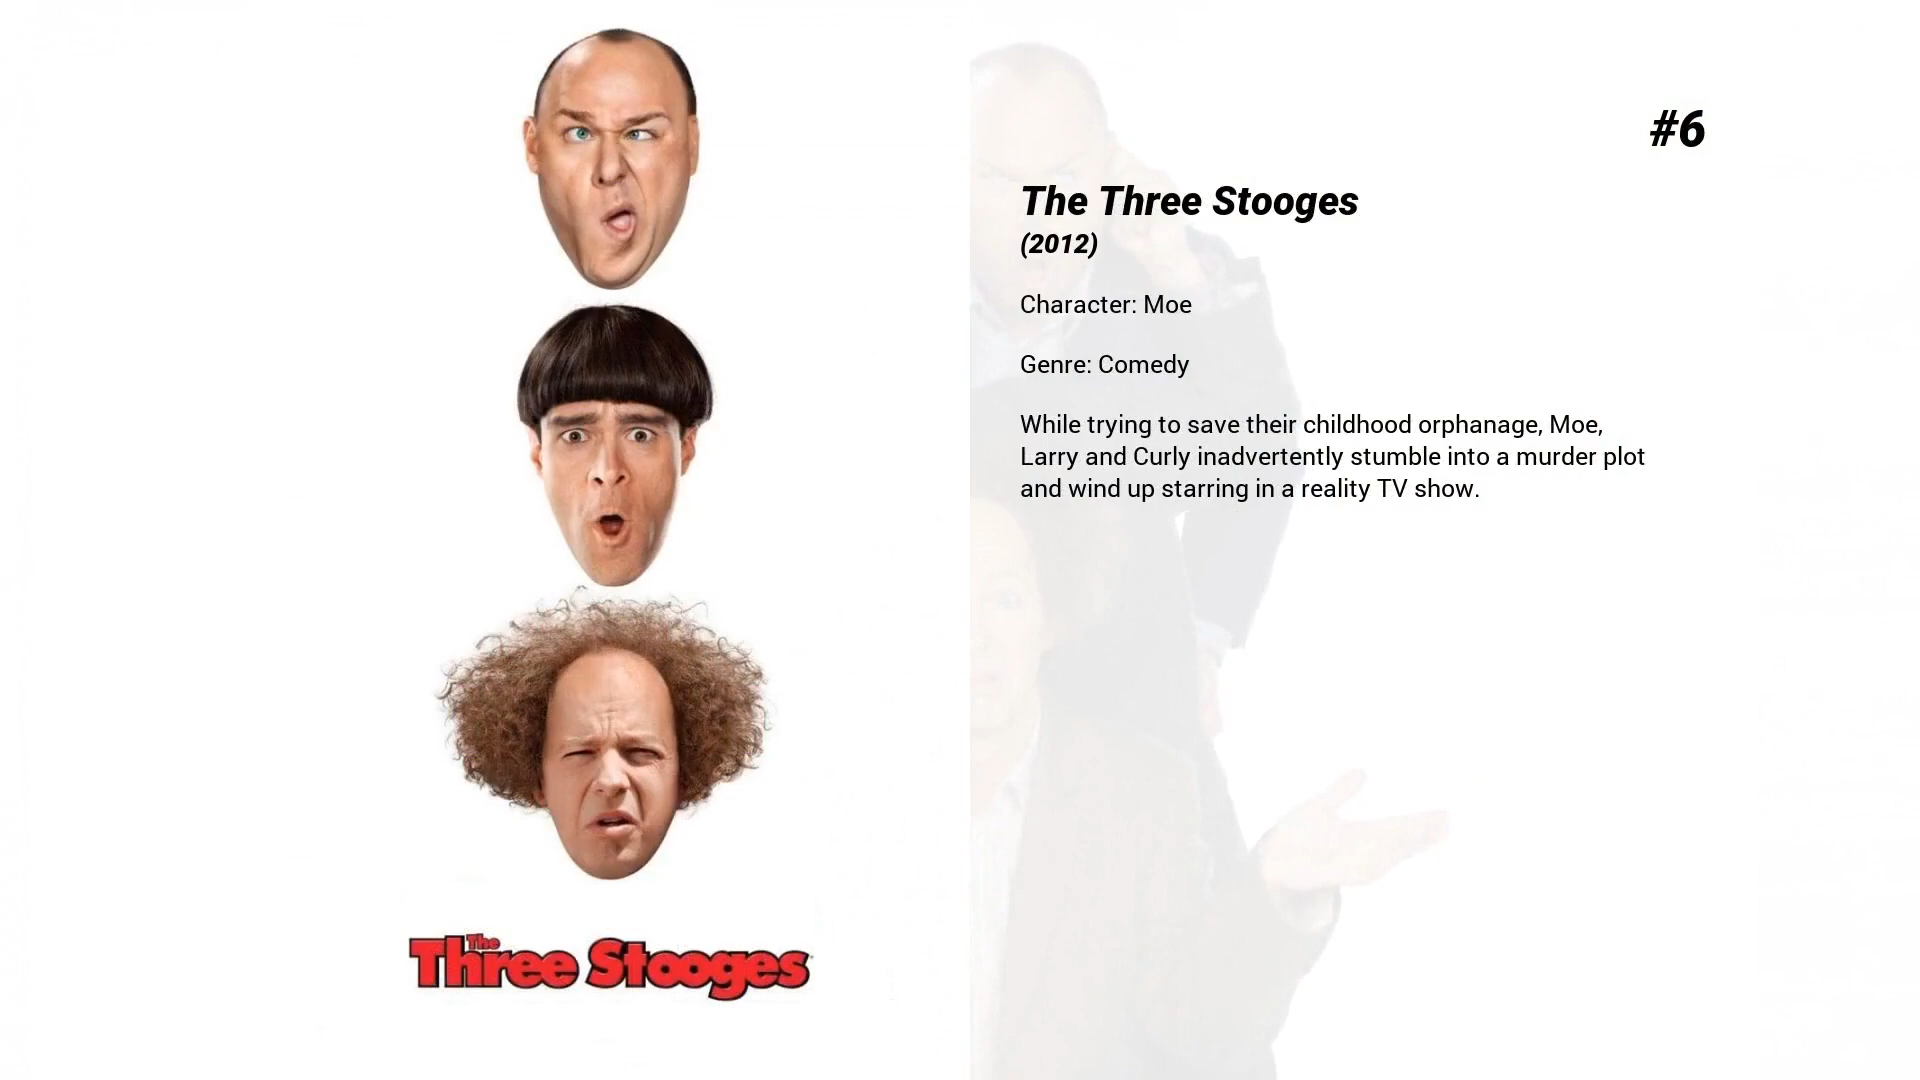 #6
The Three Stooges
(2012)
Character: Moe
Genre: Comedy
While trying to save their childhood orphanage, Moe,
Larry and Curly inadvertently stumble into a murder plot
and wind up starring in a reality TV show.
The
Three Stooges